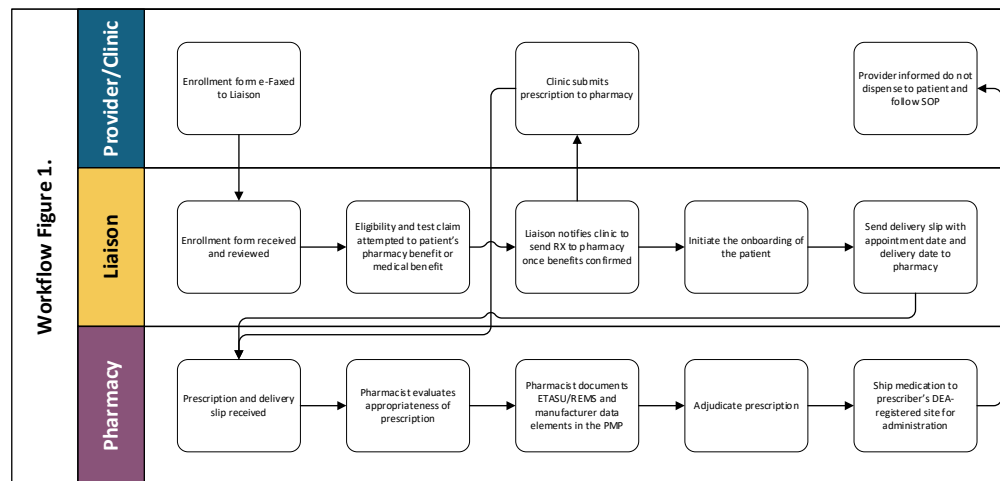 Workflow Figure 1.
Provider/Clinic
Enrollment form e-Faxed
to Liaison
Clinic submits
prescription to pharmacy
Provider informed do not
dispense to patient and
follow SOP
Liaison
Enrollment form received
and reviewed
Eligibility and test claim
attempted to patient's
pharmacy benefit or
medical benefit
Liaison notifies clinic to
send RX to pharmacy
once benefits confirmed
Initiate the onboarding of
the patient
Send delivery slip with
appointment date and
delivery date to
pharmacy
Pharmacy
Prescription and delivery
slip received
Pharmacist evaluates
appropriateness of
prescription
Pharmacist documents
ETASU/REMS and
manufacturer data
elements in the PMP
Adjudicate prescription
Ship medication to
prescriber's DEA-
registered site for
administration